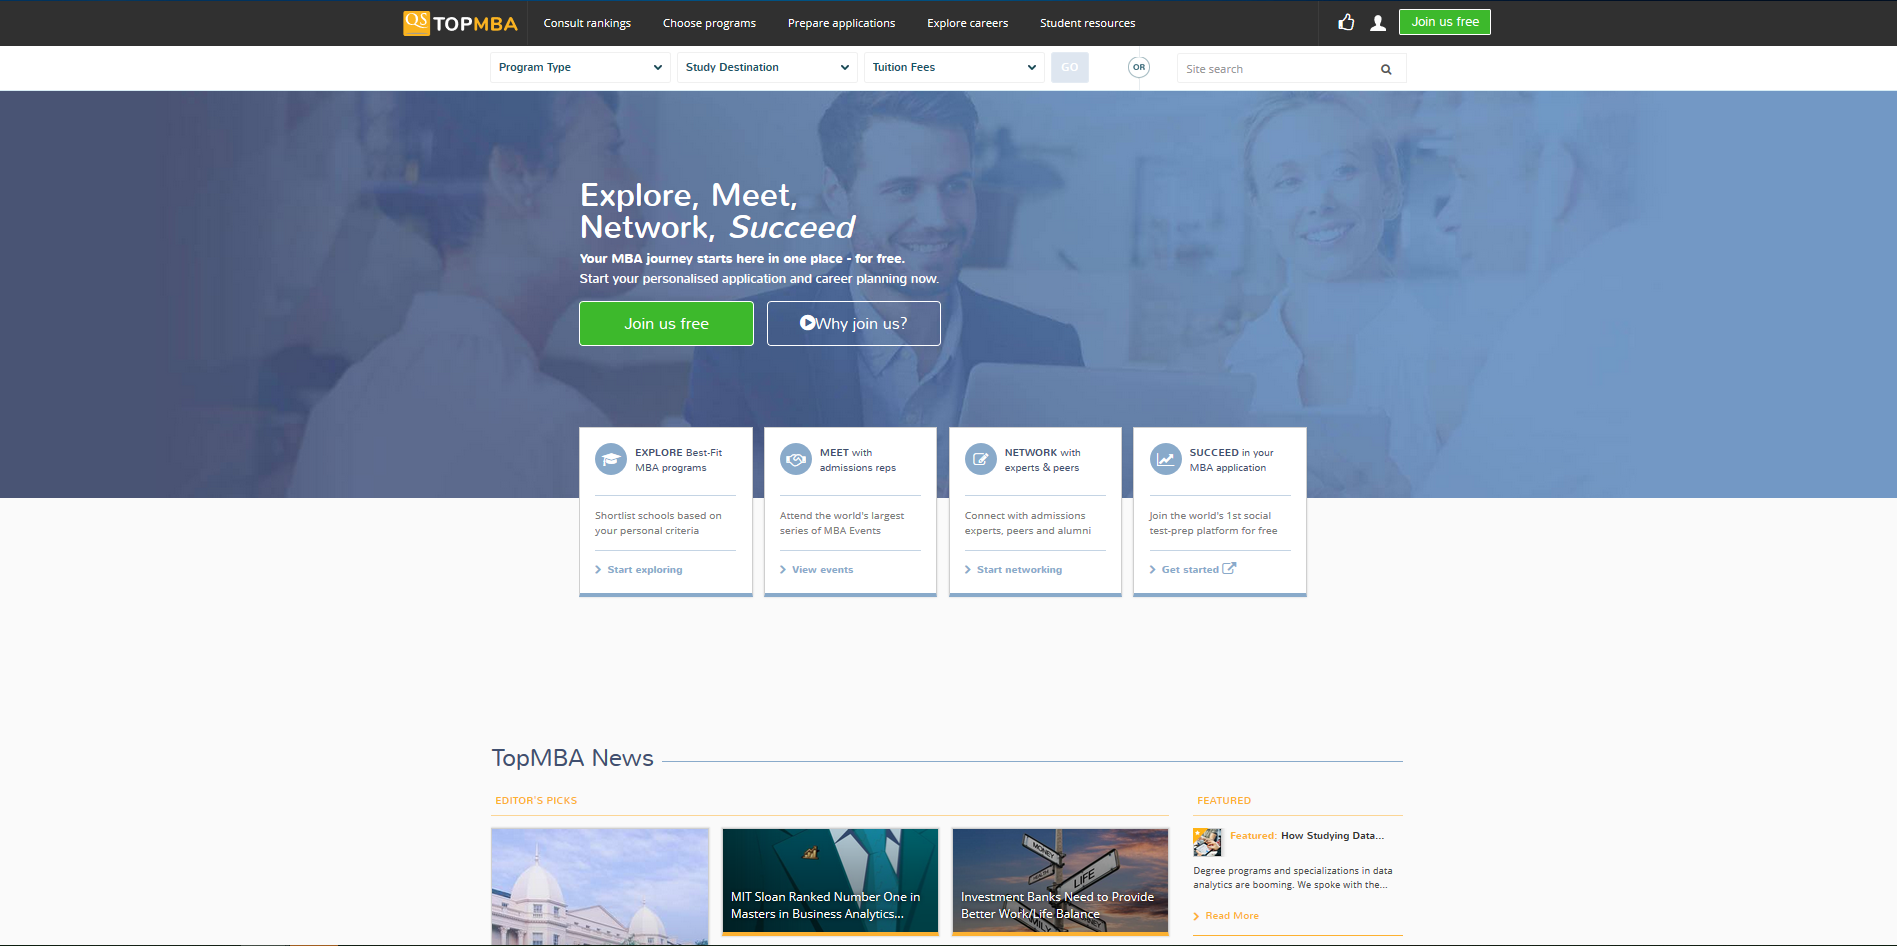 QS TOPMBA
Consult rankings
Choose programs
Prepare applications
Explore careers
Student resources
Join us free
Program Type
Study Destination
Tuition Fees
GO
OR
Site search
Explore, Meet,
Network, Succeed
Your MBA journey starts here in one place - for free.
Start your personalised application and career planning now.
Join us free
Why join us?
EXPLORE Best-Fit
MBA programs
Shortlist schools based on
your personal criteria
Start exploring
MEET with
admissions reps
Attend the world's largest
series of MBA Events
View events
NETWORK with
experts & peers
Connect with admissions
experts, peers and alumni
Start networking
SUCCEED in your
MBA application
Join the world's 1st social
test-prep platform for free
Get started
TopMBA News
EDITOR'S PICKS
MIT Sloan Ranked Number One in
Masters in Business Analytics...
MONEY
HEALTH
LIFE
FAMILY
Investment Banks Need to Provide
Better Work/Life Balance
FEATURED
Featured: How Studying Data...
Degree programs and specializations in data
analytics are booming. We spoke with the...
Read More